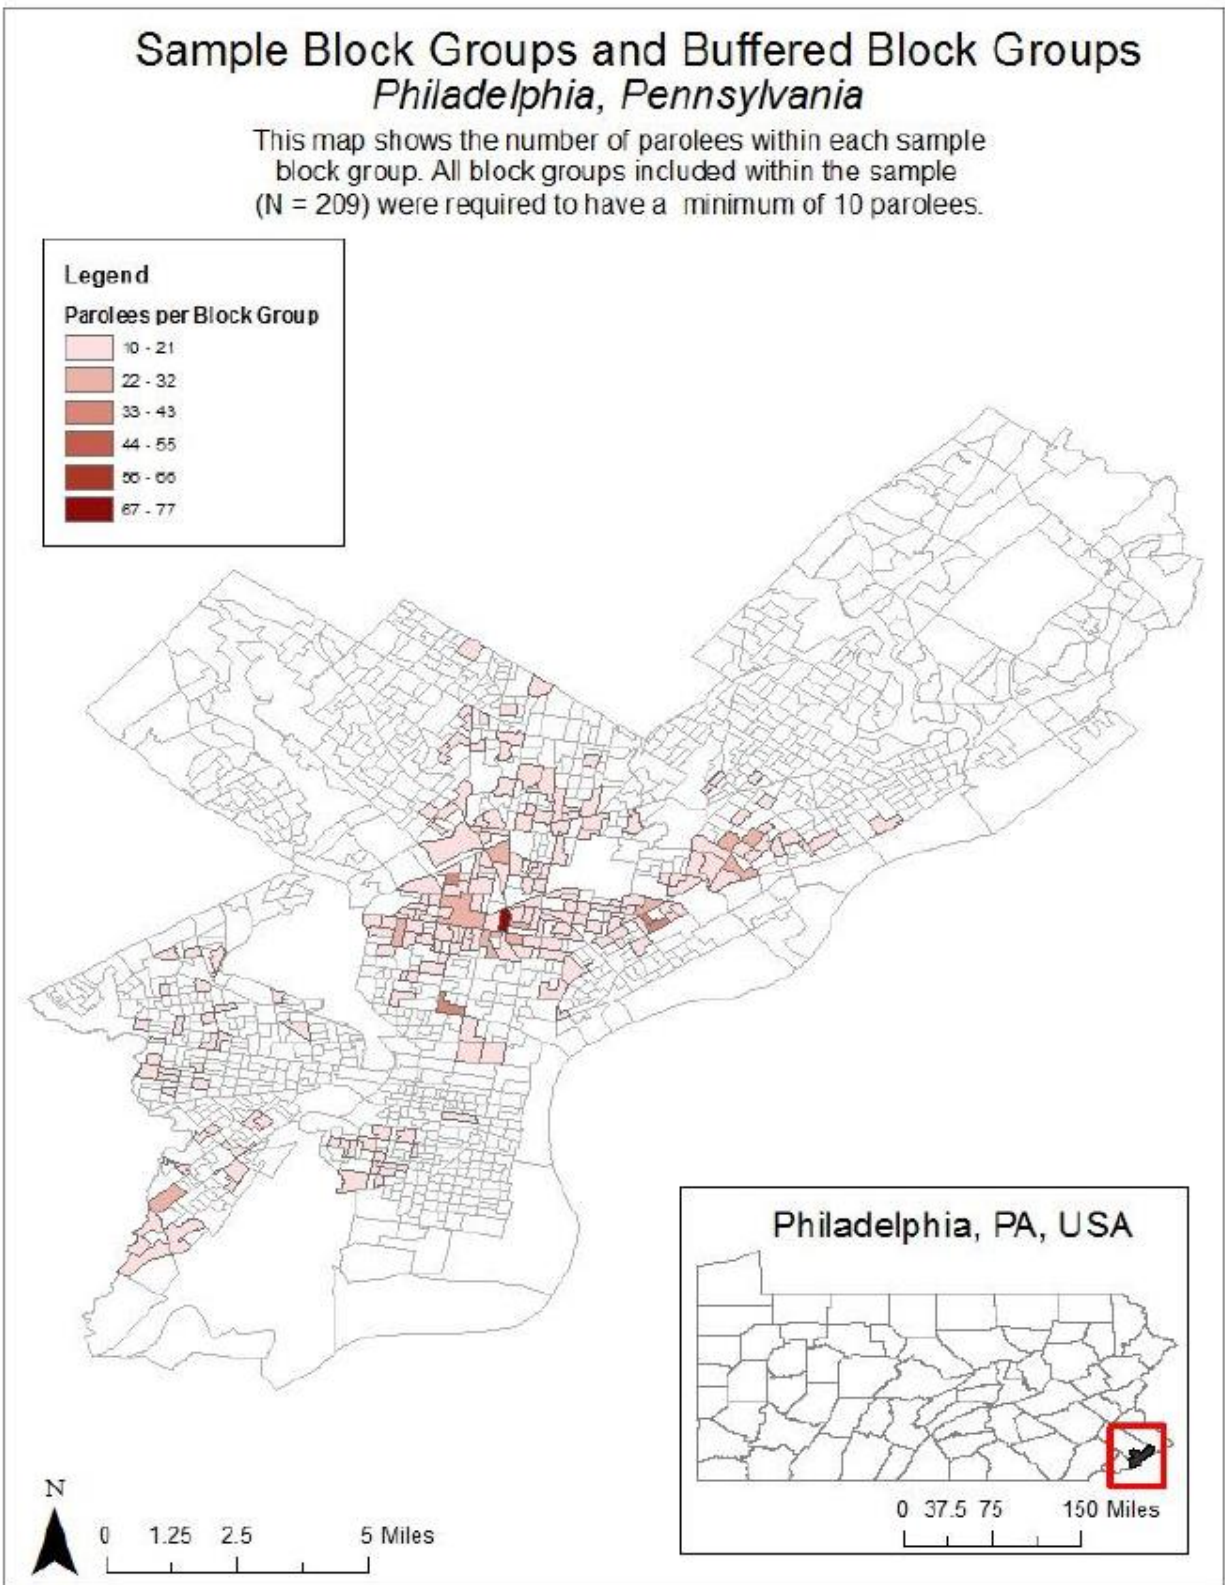 Sample Block Groups and Buffered Block Groups
Philadelphia, Pennsylvania
This map shows the number of parolees within each sample
block group. All block groups included within the sample
(N = 209) were required to have a minimum of 10 parolees.
Legend
Parolees per Block Group
10 - 21
22 - 32
33 - 43
44 - 55
56 - 66
67 - 77
Philadelphia, PA, USA
0 37.5 75 150 Miles
N
0 1.25 2.5 5 Miles